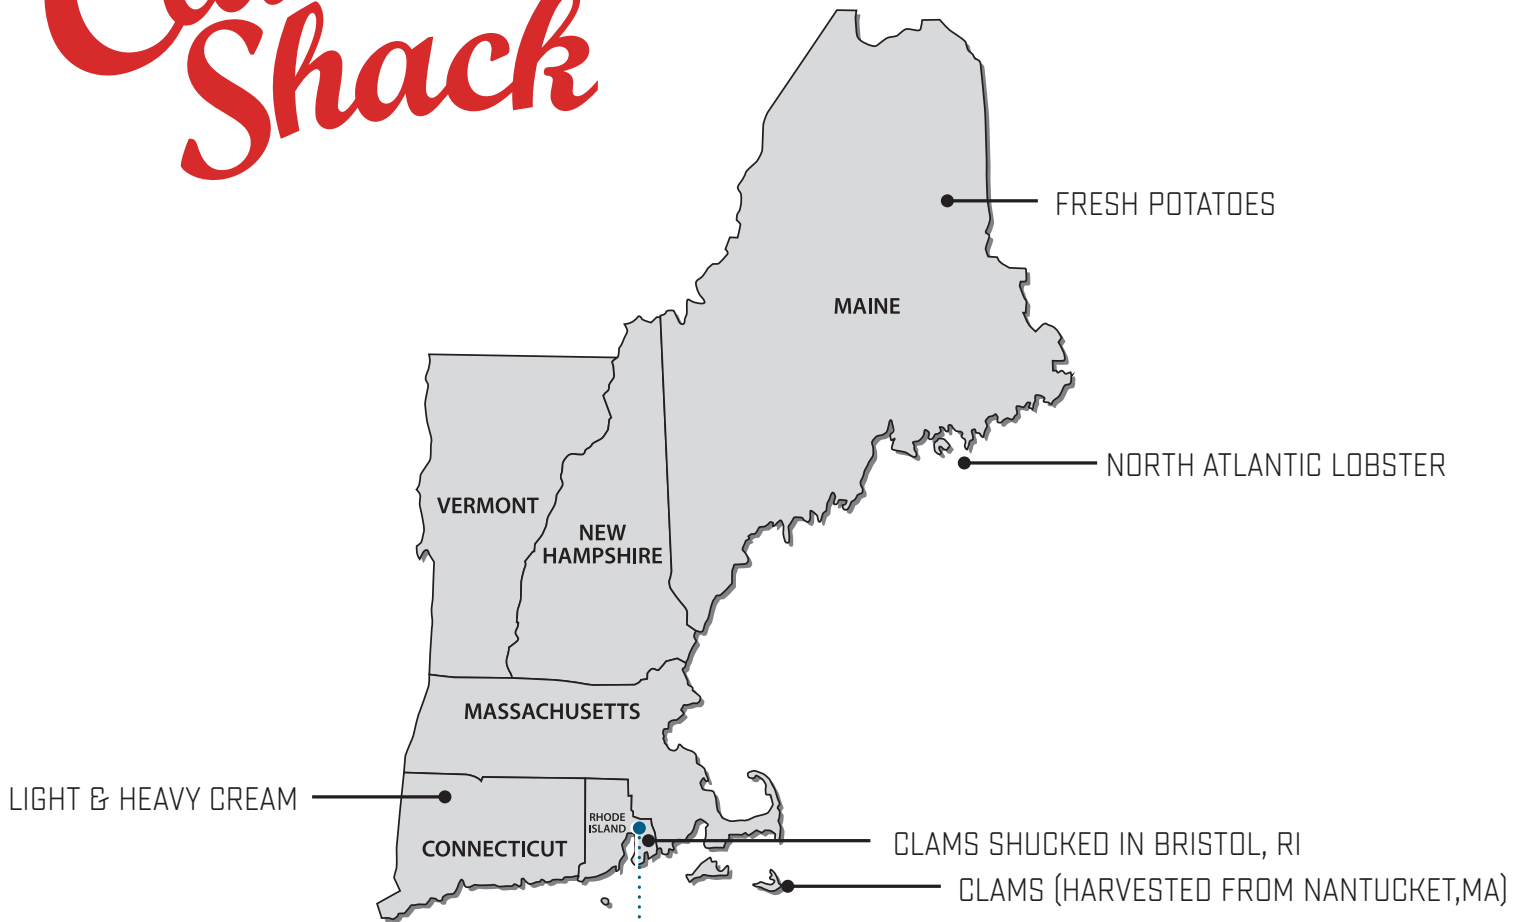 Shack
FRESH POTATOES
MAINE
NORTH ATLANTIC LOBSTER
VERMONT
NEW
HAMPSHIRE
MASSACHUSETTS
LIGHT & HEAVY CREAM
RHODE
ISLAND
CONNECTICUT
CLAMS SHUCKED IN BRISTOL, RI
CLAMS (HARVESTED FROM NANTUCKET,MA)